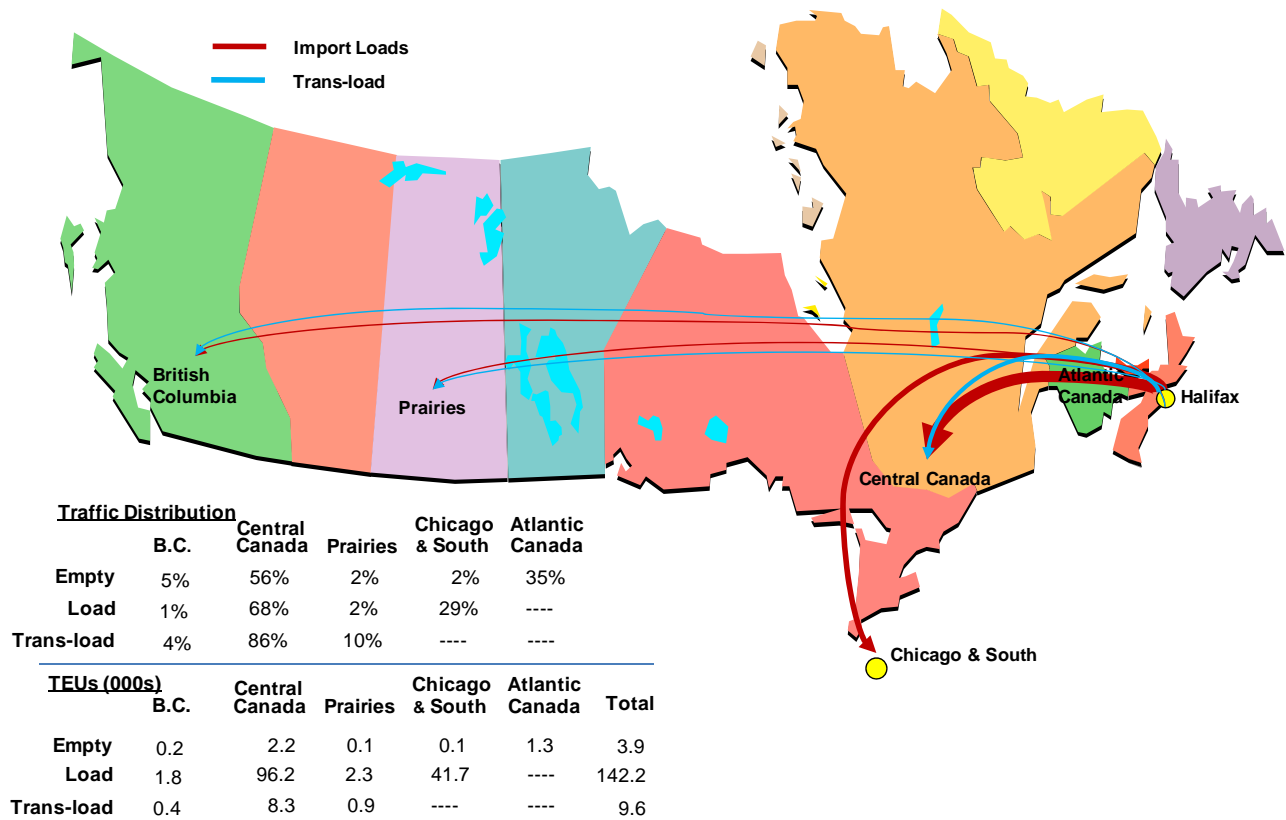 Import Loads
Trans-load
British
Columbia
Prairies
Atlantic
Canada
Halifax
Central Canada
Chicago & South
Traffic Distribution
B.C. Central Canada Prairies Chicago & South Atlantic Canada
Empty 5% 56% 2% 2% 35%
Load 1% 68% 2% 29% ----
Trans-load 4% 86% 10% ---- ----
TEUs (000s)
B.C. Central Canada Prairies Chicago & South Atlantic Canada Total
Empty 0.2 2.2 0.1 0.1 1.3 3.9
Load 1.8 96.2 2.3 41.7 ---- 142.2
Trans-load 0.4 8.3 0.9 ---- ---- 9.6